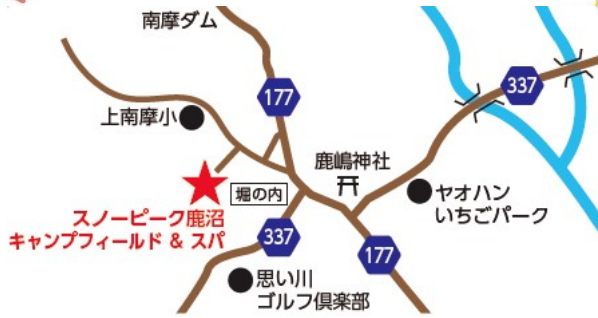 南摩ダム
177
337
上南摩小
鹿嶋神社
堀の内
ヤオハン
いちごパーク
スノーピーク鹿沼
キャンプフィールド & スパ
337
177
思い川
ゴルフ倶楽部